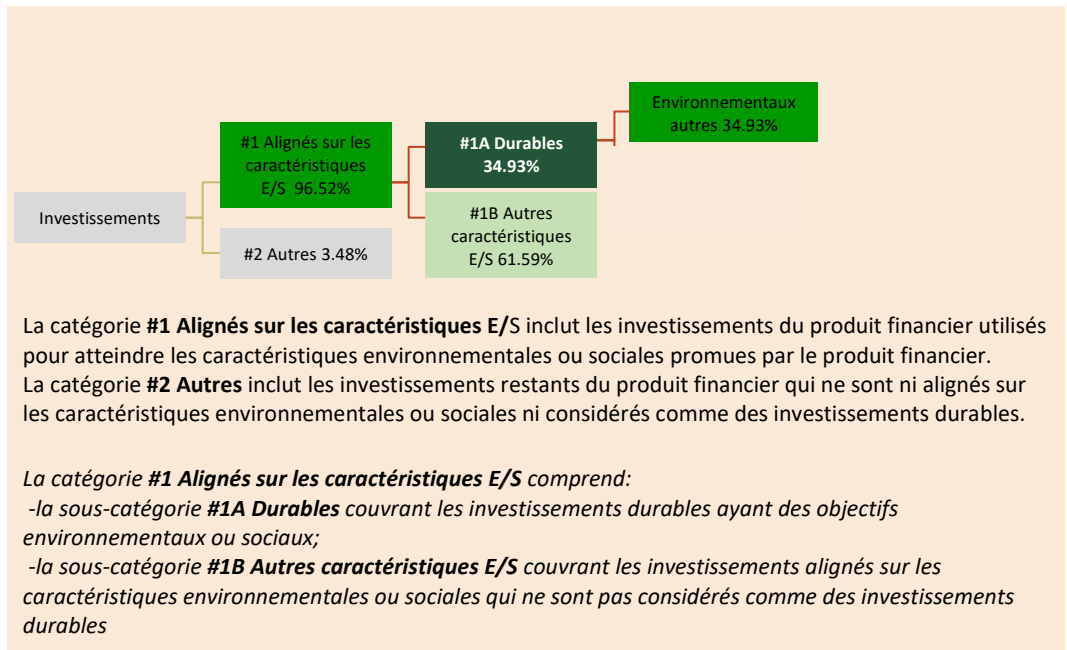 Environnementaux
autres 34.93%
#1 Alignés sur les
caractéristiques
E/S 96.52%
#1A Durables
34.93%
Investissements
#1B Autres
caractéristiques
E/S 61.59%
#2 Autres 3.48%
La catégorie #1 Alignés sur les caractéristiques E/S inclut les investissements du produit financier utilisés
pour atteindre les caractéristiques environnementales ou sociales promues par le produit financier.
La catégorie #2 Autres inclut les investissements restants du produit financier qui ne sont ni alignés sur
les caractéristiques environnementales ou sociales ni considérés comme des investissements durables.
La catégorie #1 Alignés sur les caractéristiques E/S comprend:
-la sous-catégorie #1A Durables couvrant les investissements durables ayant des objectifs
environnementaux ou sociaux;
-la sous-catégorie #1B Autres caractéristiques E/S couvrant les investissements alignés sur les
caractéristiques environnementales ou sociales qui ne sont pas considérés comme des investissements
durables